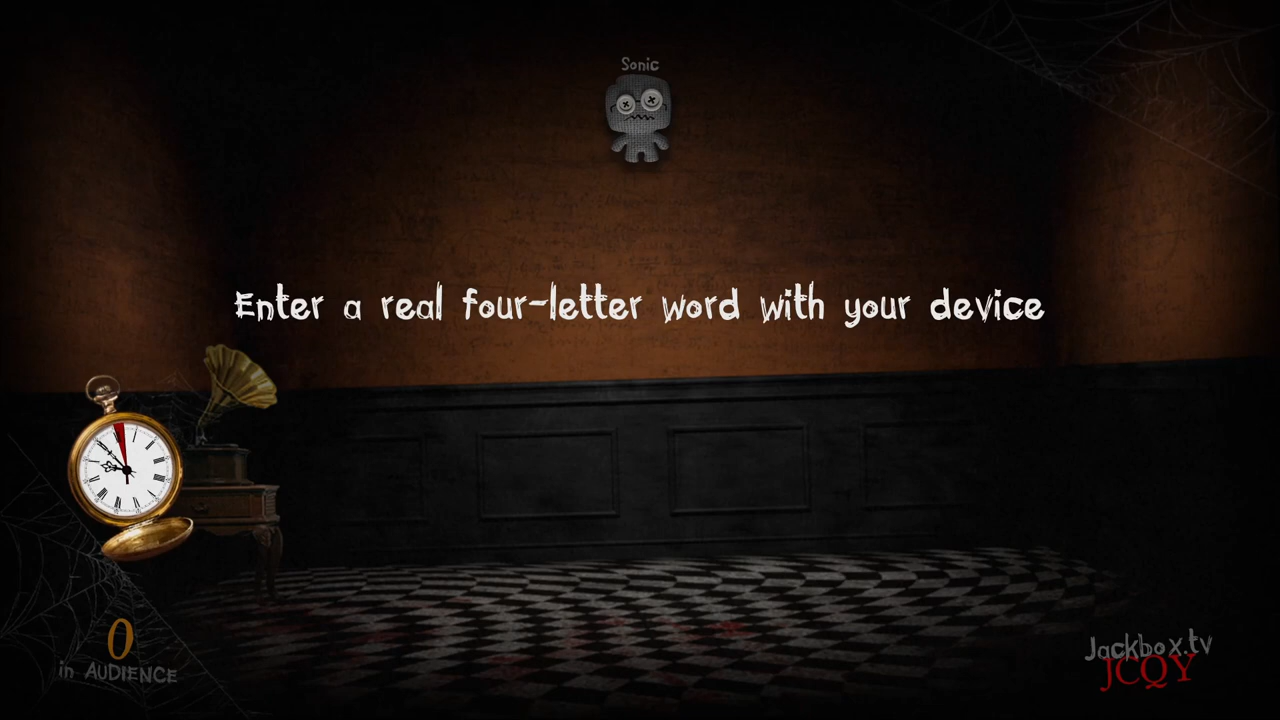 Sonic
Enter a real four-letter word with your device
0
in AUDIENCE
Jackbox.tv
JCQY